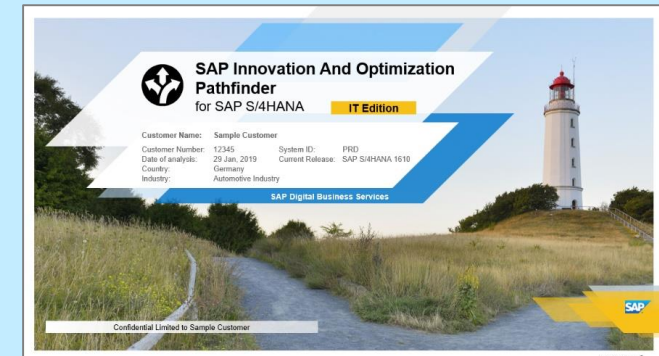 SAP Innovation And Optimization
Pathfinder
for SAP S/4HANA IT Edition
Customer Name: Sample Customer
Customer Number: 12345 System ID: PRD
Date of analysis: 29 Jan, 2019 Current Release: SAP S/4HANA 1610
Country: Germany
Industry: Automotive Industry
SAP Digital Business Services
SAP
Confidential Limited to Sample Customer